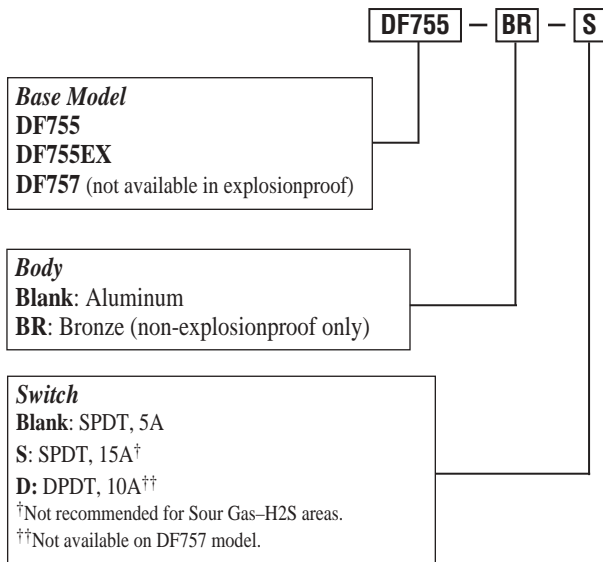 DF755 – BR – S
Base Model
DF755
DF755EX
DF757 (not available in explosionproof)
Body
Blank: Aluminum
BR: Bronze (non-explosionproof only)
Switch
Blank: SPDT, 5A
S: SPDT, 15A†
D: DPDT, 10A††
†Not recommended for Sour Gas–H2S areas.
††Not available on DF757 model.